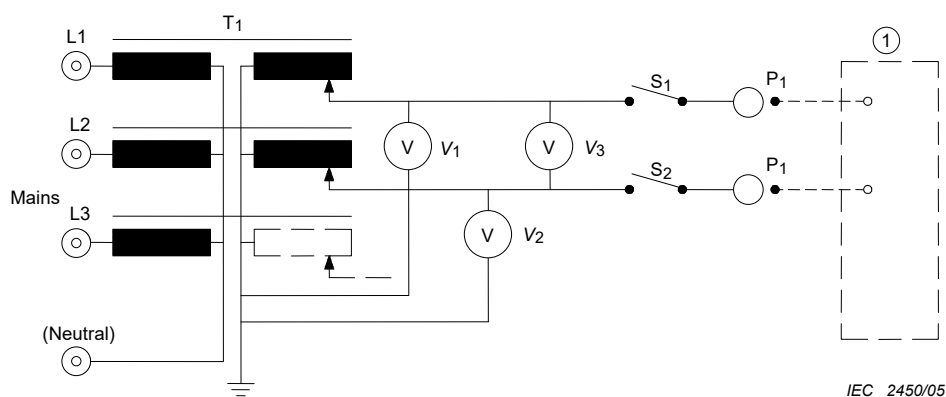 T1
L1
1
S1
P1
V
V1
V
V3
L2
S2
P1
Mains
L3
V
V2
(Neutral)
IEC 2450/05